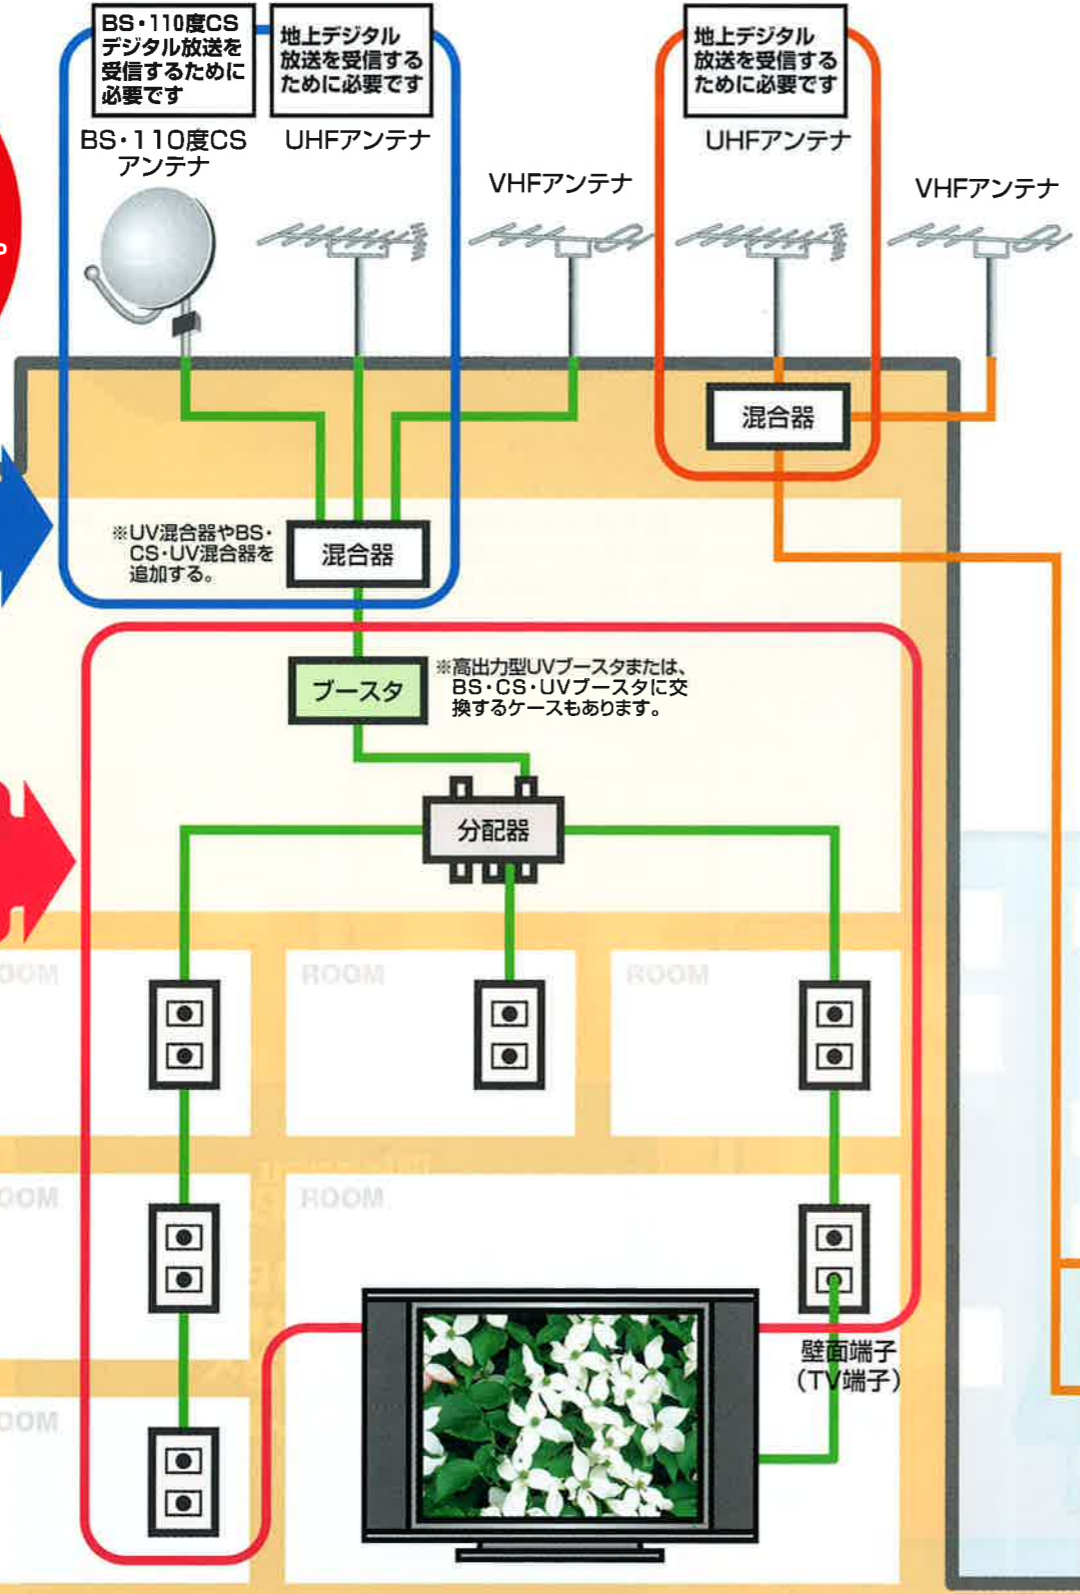 BS・110度CS
デジタル放送を
受信するために
必要です
地上デジタル
放送を受信する
ために必要です
地上デジタル
放送を受信する
ために必要です
BS・110度CS
アンテナ
UHFアンテナ
VHFアンテナ
UHFアンテナ
VHFアンテナ
混合器
※UV混合器やBS・
CS・UV混合器を
追加する。
混合器
ブースタ
※高出力型UVブースタまたは、
BS・CS・UVブースタに交
換するケースもあります。
分配器
ROOM
ROOM
ROOM
壁面端子
(TV端子)